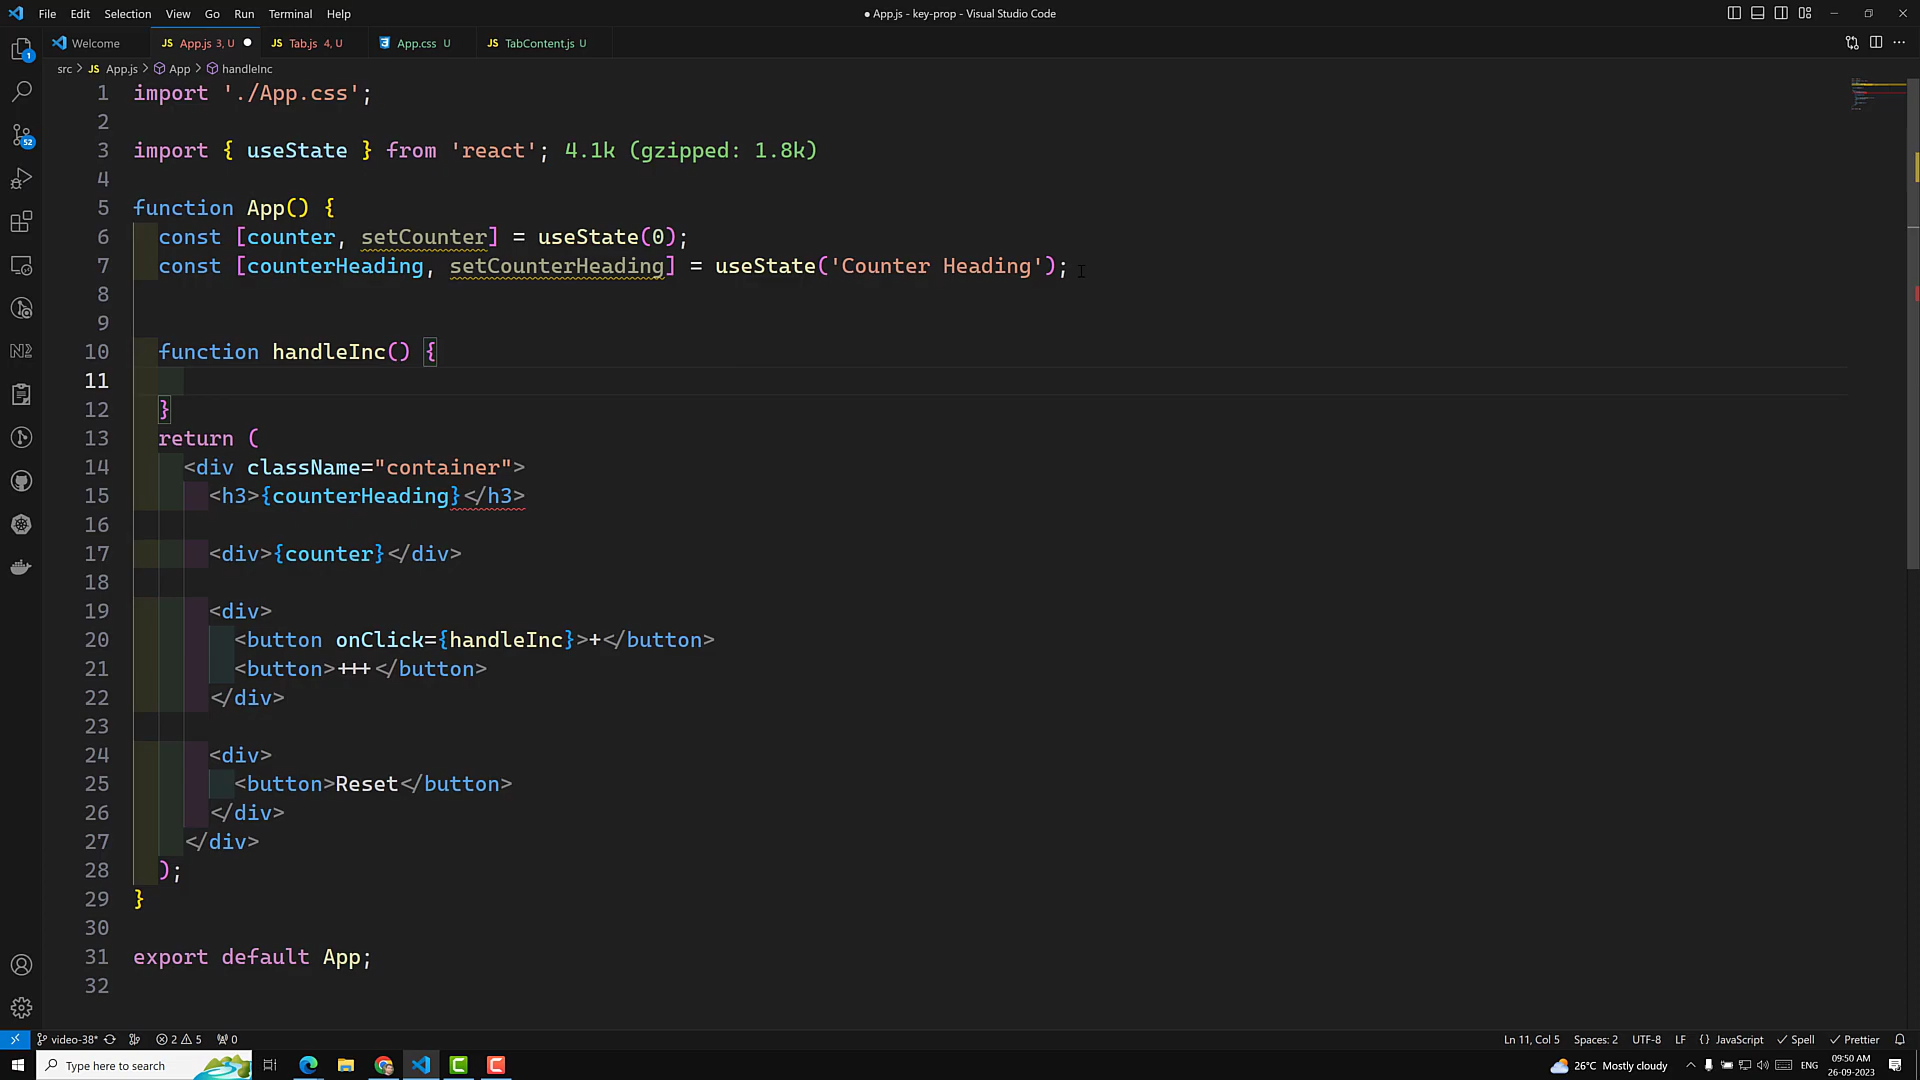 File Edit Selection View Go Run Terminal Help
● App.js - key-prop - Visual Studio Code
Welcome
JS App.js 3, U
JS Tab.js 4, U
App.css U
JS TabContent.js U
src > JS App.js > App > handleInc
1 import './App.css';
2
3 import { useState } from 'react'; 4.1k (gzipped: 1.8k)
4
5 function App() {
6 const [counter, setCounter] = useState(0);
7 const [counterHeading, setCounterHeading] = useState('Counter Heading');
8
9
10 function handleInc() {
11
12 }
13 return (
14 <div className="container">
15 <h3>{counterHeading}</h3>
16
17 <div>{counter}</div>
18
19 <div>
20 <button onClick={handleInc}>+</button>
21 <button>+++</button>
22 </div>
23
24 <div>
25 <button>Reset</button>
26 </div>
27 </div>
28 );
29 }
30
31 export default App;
32
1
52
N2
video-38* 2 5 0
Ln 11, Col 5 Spaces: 2 UTF-8 LF {} JavaScript Spell Prettier
Type here to search
26°C Mostly cloudy
ENG
09:50 AM
26-09-2023